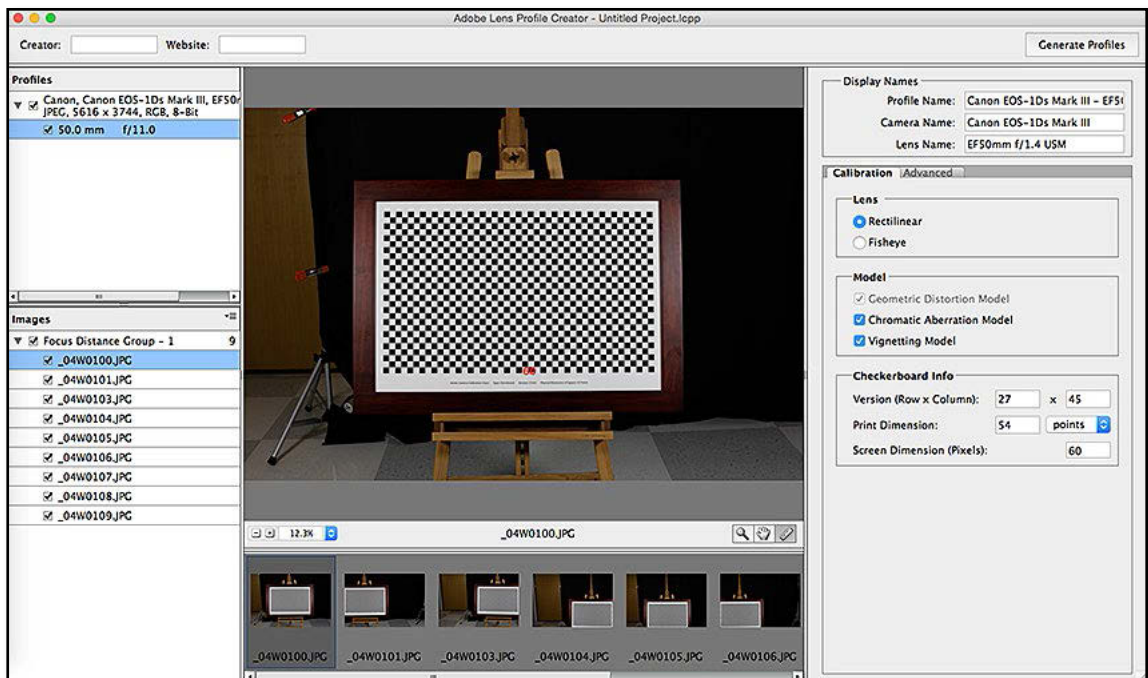 Adobe Lens Profile Creator - Untitled Project.lcpp
Creator:
Website:
Generate Profiles
Profiles
Canon, Canon EOS-1Ds Mark III, EF50r
JPEG, 5616 x 3744, RGB, 8-Bit
50.0 mm f/11.0
Images
Focus Distance Group - 1 9
_04W0100.JPG
_04W0101.JPG
_04W0103.JPG
_04W0104.JPG
_04W0105.JPG
_04W0106.JPG
_04W0107.JPG
_04W0108.JPG
_04W0109.JPG
12.3% _04W0100.JPG
_04W0100.JPG _04W0101.JPG _04W0103.JPG _04W0104.JPG _04W0105.JPG _04W0106.JPG
Display Names
Profile Name: Canon EOS-1Ds Mark III - EF5(
Camera Name: Canon EOS-1Ds Mark III
Lens Name: EF50mm f/1.4 USM
Calibration Advanced
Lens
Rectilinear
Fisheye
Model
Geometric Distortion Model
Chromatic Aberration Model
Vignetting Model
Checkerboard Info
Version (Row x Column): 27 x 45
Print Dimension: 54 points
Screen Dimension (Pixels): 60